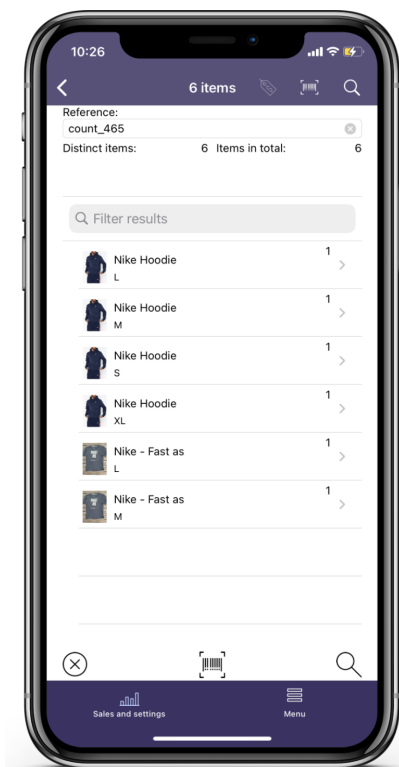 10:26
6 items
Reference:
count_465
Distinct items: 6 Items in total: 6
Filter results
Nike Hoodie 1
L
Nike Hoodie 1
M
Nike Hoodie 1
S
Nike Hoodie 1
XL
Nike - Fast as 1
L
Nike - Fast as 1
M
Sales and settings Menu